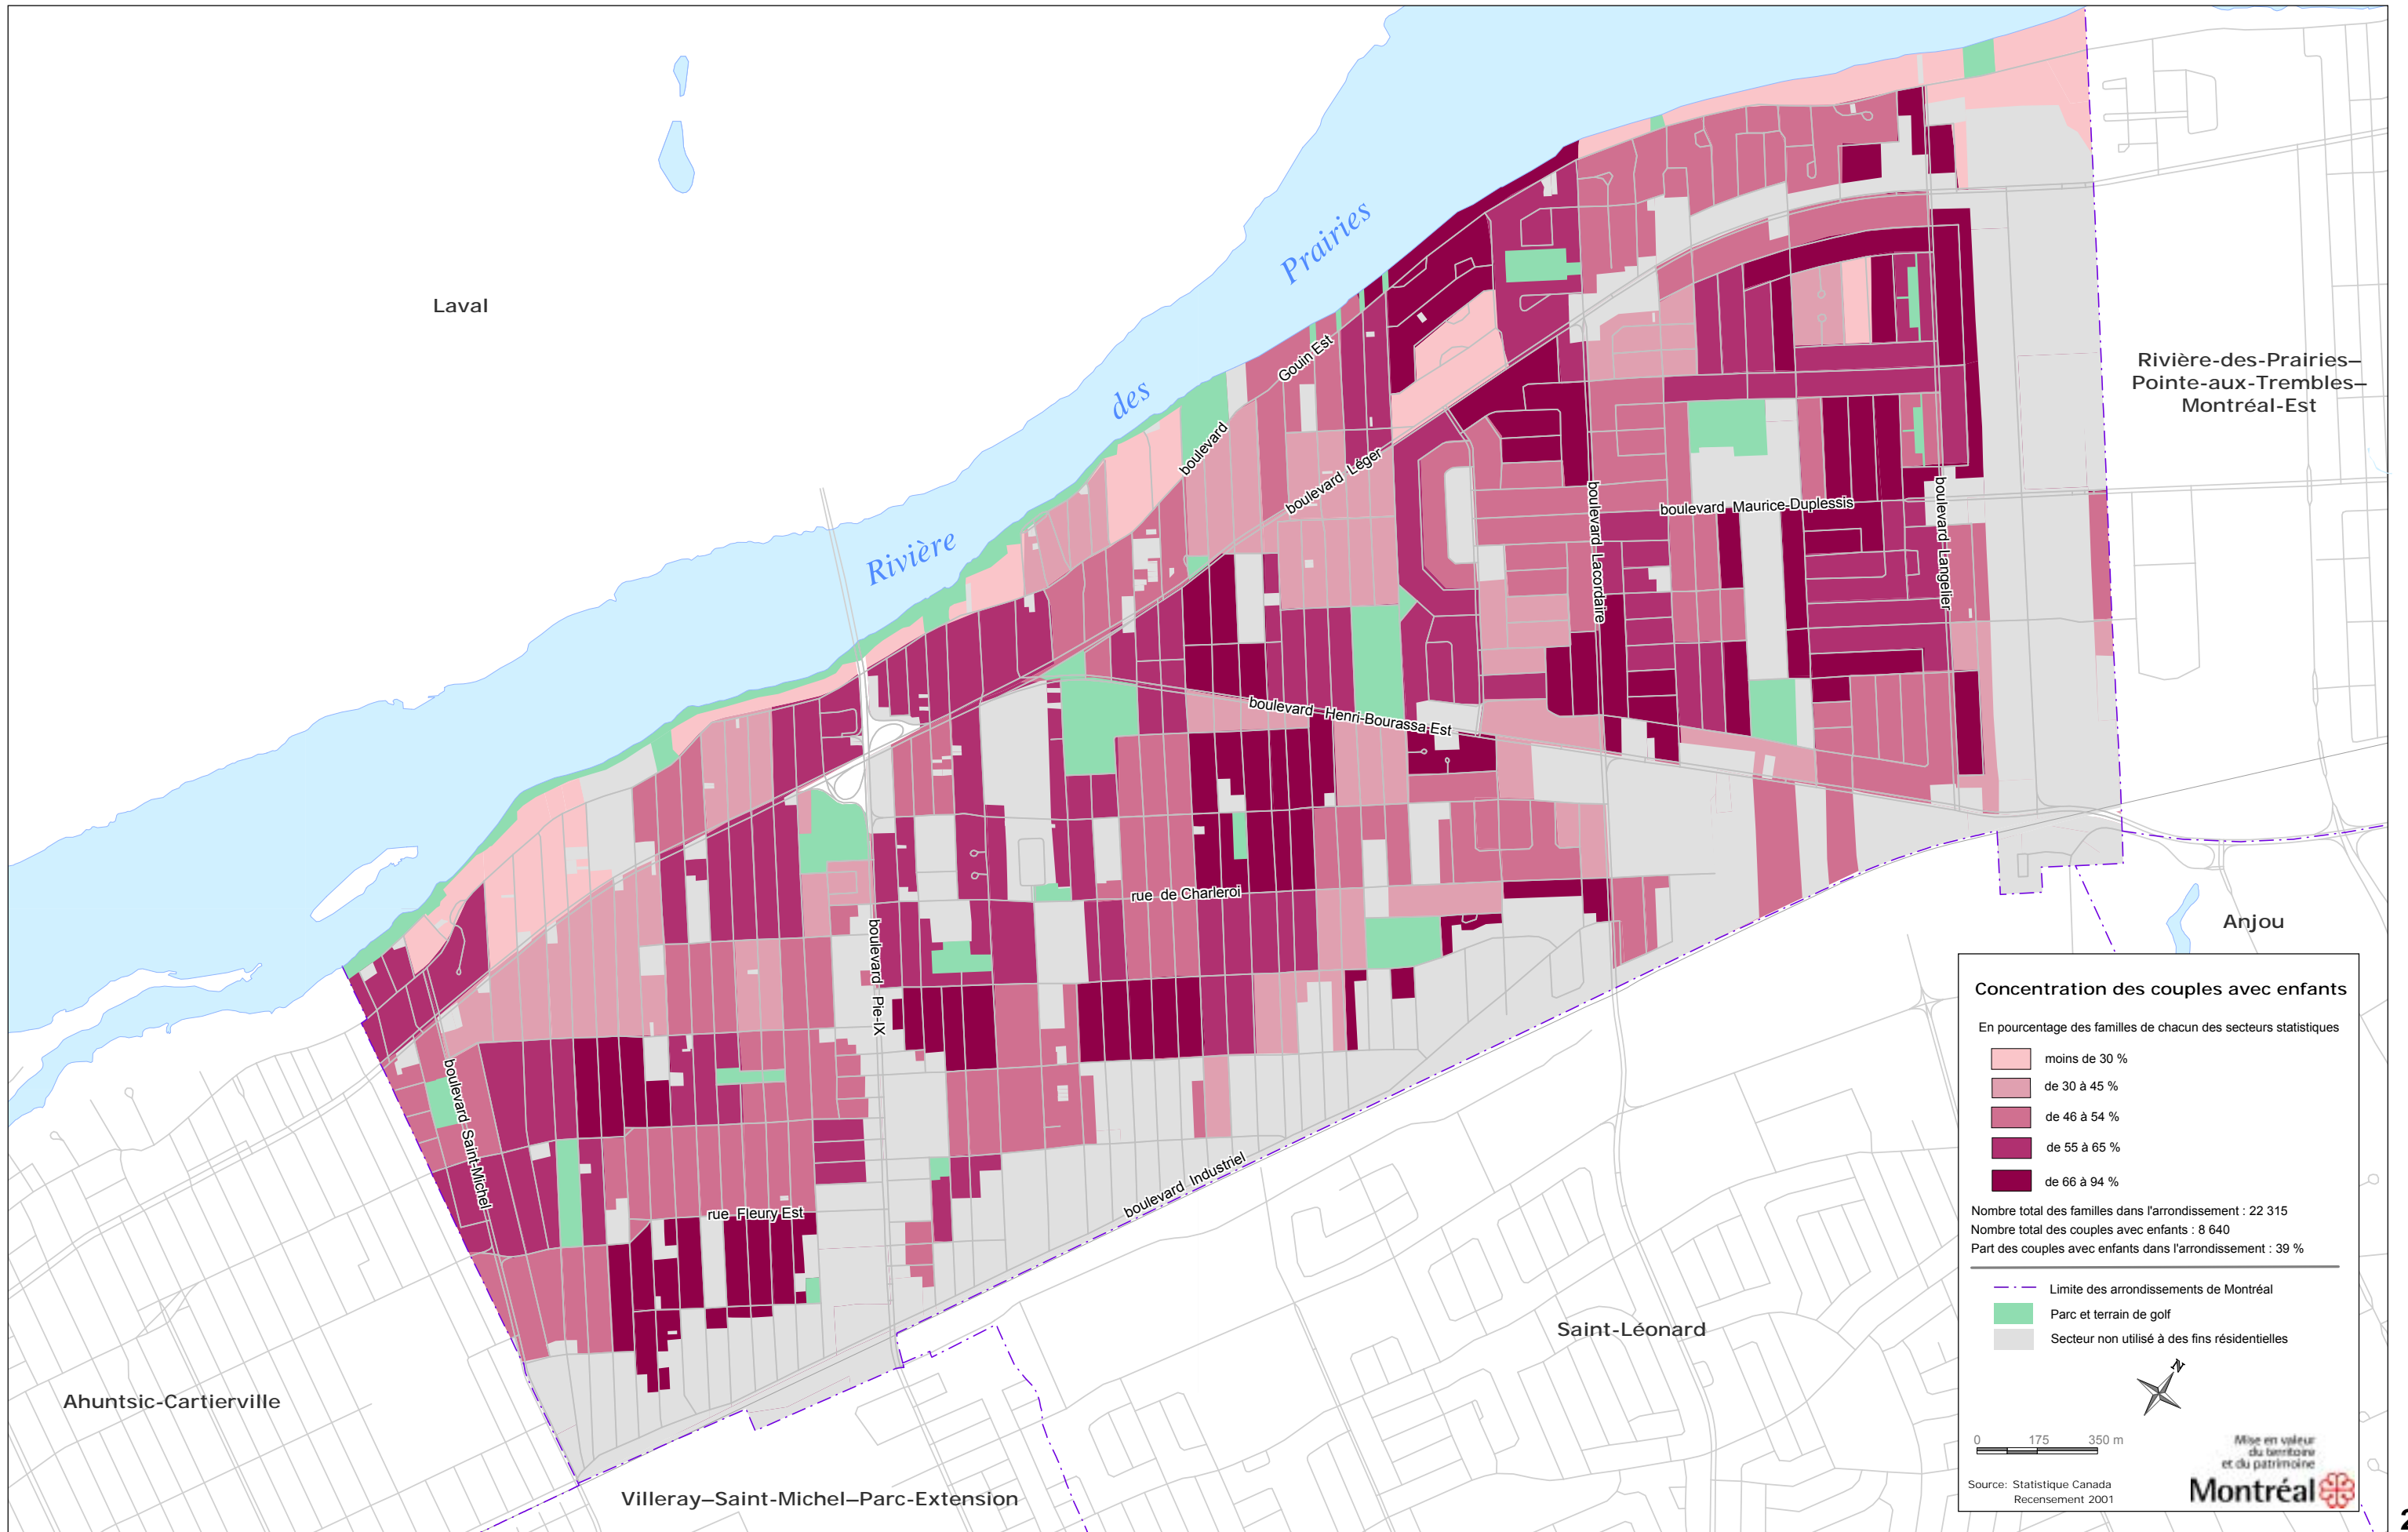 Laval
Rivière
des
Prairies
Gouin Est
boulevard
boulevard Léger
boulevard Maurice-Duplessis
boulevard Lacordaire
boulevard Langelier
boulevard Henri-Bourassa Est
rue de Charleroi
boulevard Pie-IX
boulevard Saint-Michel
rue Fleury Est
boulevard Industriel
Rivière-des-Prairies–
Pointe-aux-Trembles–
Montréal-Est
Anjou
Saint-Léonard
Ahuntsic-Cartierville
Villeray–Saint-Michel–Parc-Extension
Concentration des couples avec enfants
En pourcentage des familles de chacun des secteurs statistiques
moins de 30 %
de 30 à 45 %
de 46 à 54 %
de 55 à 65 %
de 66 à 94 %
Nombre total des familles dans l'arrondissement : 22 315
Nombre total des couples avec enfants : 8 640
Part des couples avec enfants dans l'arrondissement : 39 %
Limite des arrondissements de Montréal
Parc et terrain de golf
Secteur non utilisé à des fins résidentielles
N
0 175 350 m
Source: Statistique Canada
Recensement 2001
Mise en valeur
du territoire
et du patrimoine
Montréal